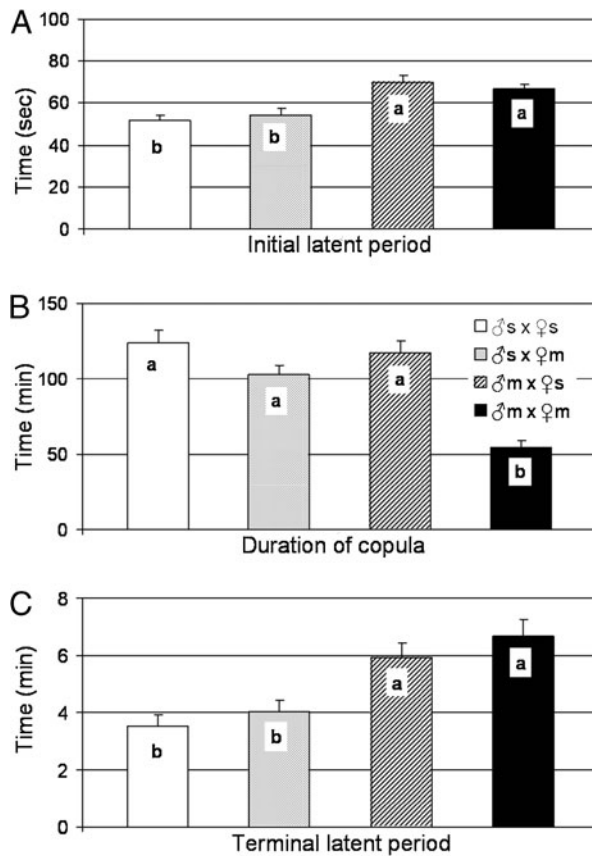 A
Time (sec)
100
80
60
40
20
0
b
b
a
a
Initial latent period
B
Time (min)
150
100
50
0
a
a
a
b
♂s x ♀s
♂s x ♀m
♂m x ♀s
♂m x ♀m
Duration of copula
C
Time (min)
8
6
4
2
0
b
b
a
a
Terminal latent period